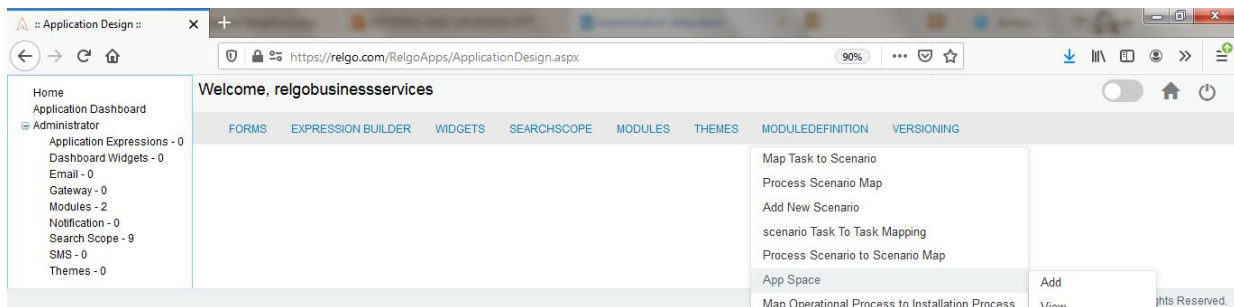 :: Application Design ::
https://relgo.com/RelgoApps/ApplicationDesign.aspx
90%
Welcome, relgobusinessservices
Home
Application Dashboard
Administrator
Application Expressions - 0
Dashboard Widgets - 0
Email - 0
Gateway - 0
Modules - 2
Notification - 0
Search Scope - 9
SMS - 0
Themes - 0
FORMS EXPRESSION BUILDER WIDGETS SEARCHSCOPE MODULES THEMES MODULEDEFINITION VERSIONING
Map Task to Scenario
Process Scenario Map
Add New Scenario
scenario Task To Task Mapping
Process Scenario to Scenario Map
App Space
Map Operational Process to Installation Process
Add
View
ghts Reserved.